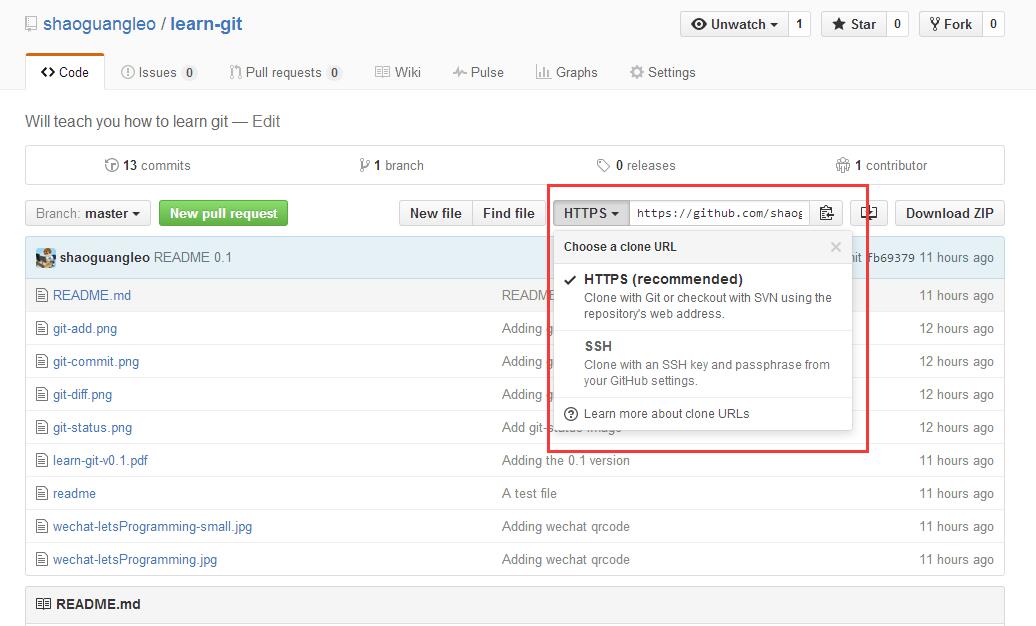 shaoguangleo / learn-git
Unwatch 1 Star 0 Fork 0
Code Issues 0 Pull requests 0 Wiki Pulse Graphs Settings
Will teach you how to learn git — Edit
13 commits 1 branch 0 releases 1 contributor
Branch: master New pull request New file Find file HTTPS https://github.com/shaog Download ZIP
shaoguangleo README 0.1 fb69379 11 hours ago
Choose a clone URL
HTTPS (recommended)
Clone with Git or checkout with SVN using the
repository's web address.
SSH
Clone with an SSH key and passphrase from
your GitHub settings.
Learn more about clone URLs
README.md README 11 hours ago
git-add.png Adding 12 hours ago
git-commit.png Adding 12 hours ago
git-diff.png Adding 12 hours ago
git-status.png Add git-status image 12 hours ago
learn-git-v0.1.pdf Adding the 0.1 version 11 hours ago
readme A test file 11 hours ago
wechat-letsProgramming-small.jpg Adding wechat qrcode 11 hours ago
wechat-letsProgramming.jpg Adding wechat qrcode 11 hours ago
README.md